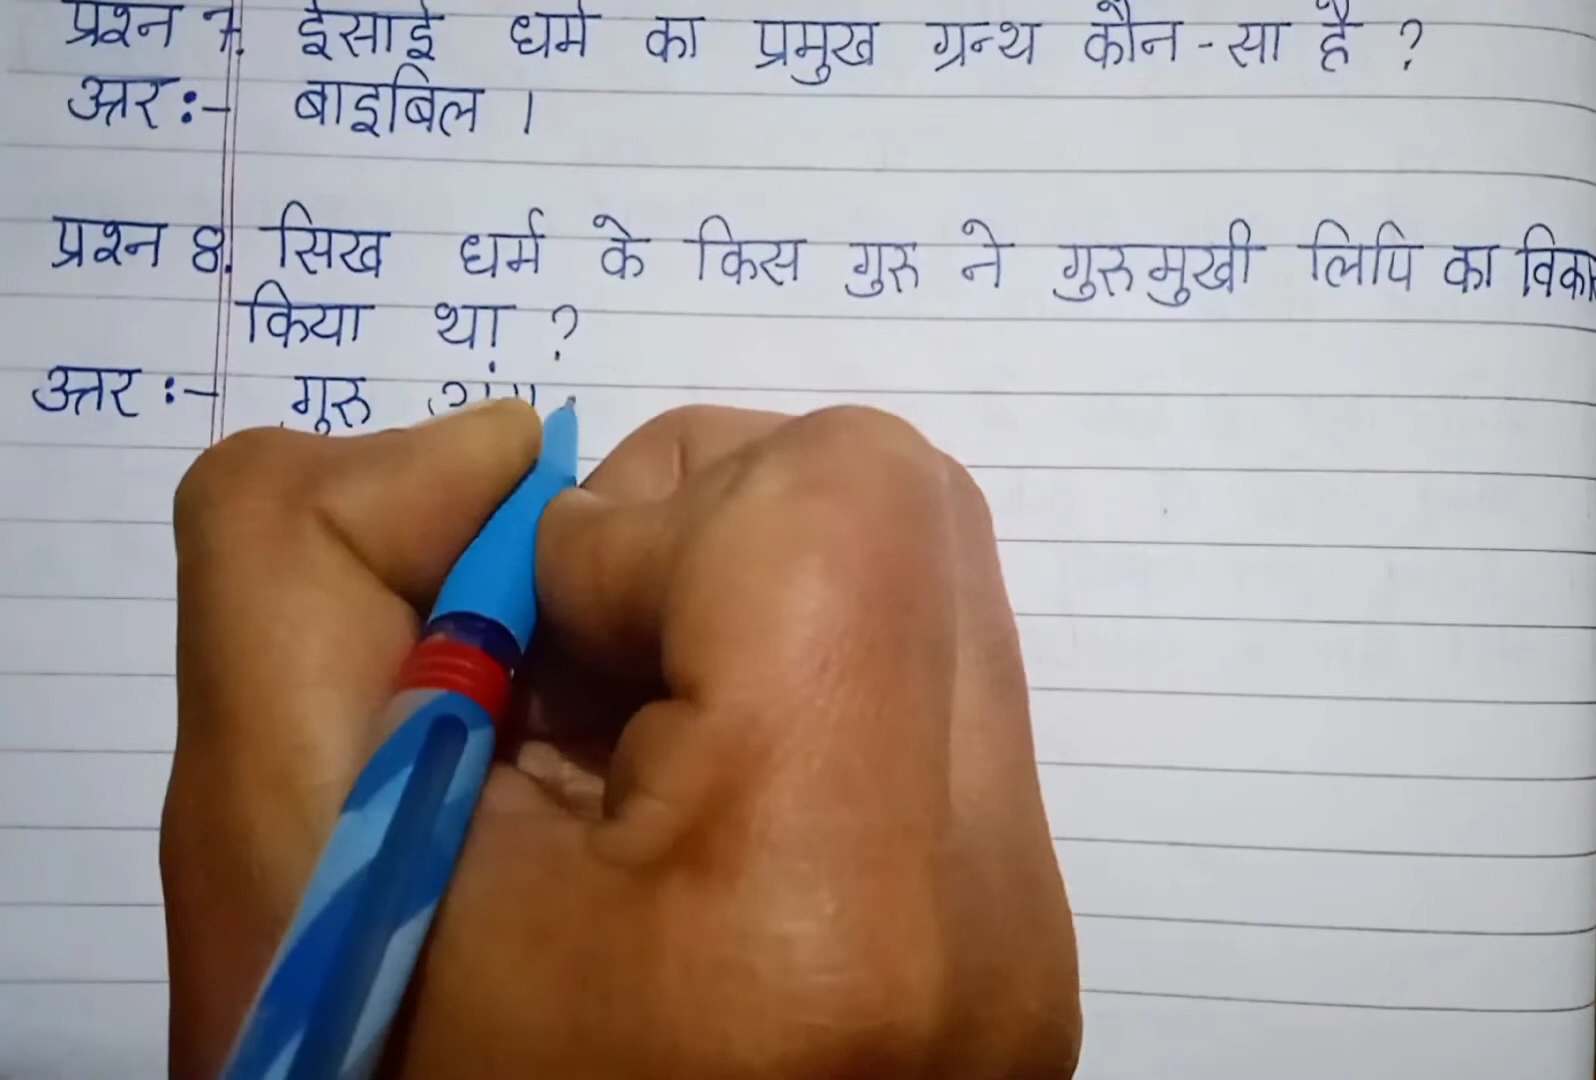 प्रश्न 7. ईसाई धर्म का प्रमुख ग्रन्थ कौन-सा है ?
उत्तर :- बाइबिल ।
प्रश्न 8. सिख धर्म के किस गुरु ने गुरुमुखी लिपि का विका
किया था ?
उत्तर :- गुरु